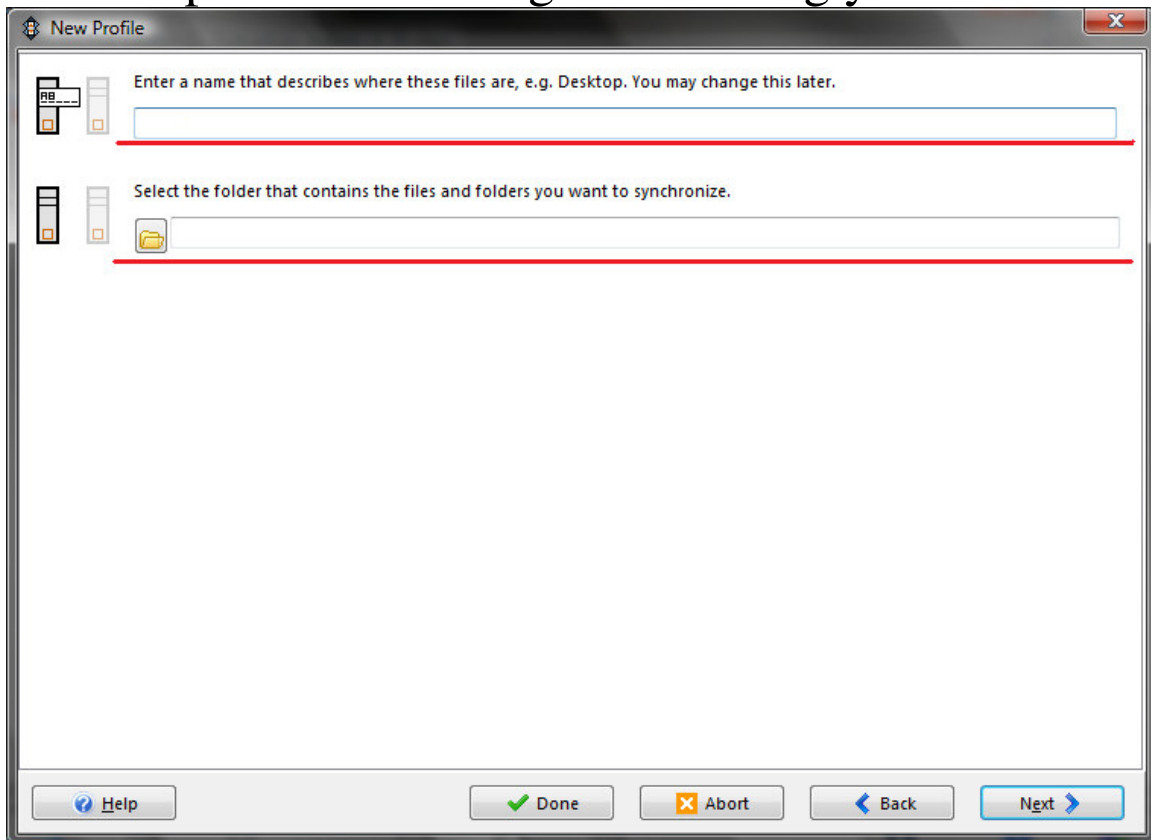 New Profile
Enter a name that describes where these files are, e.g. Desktop. You may change this later.
AB
Select the folder that contains the files and folders you want to synchronize.
Help
Done
Abort
Back
Next